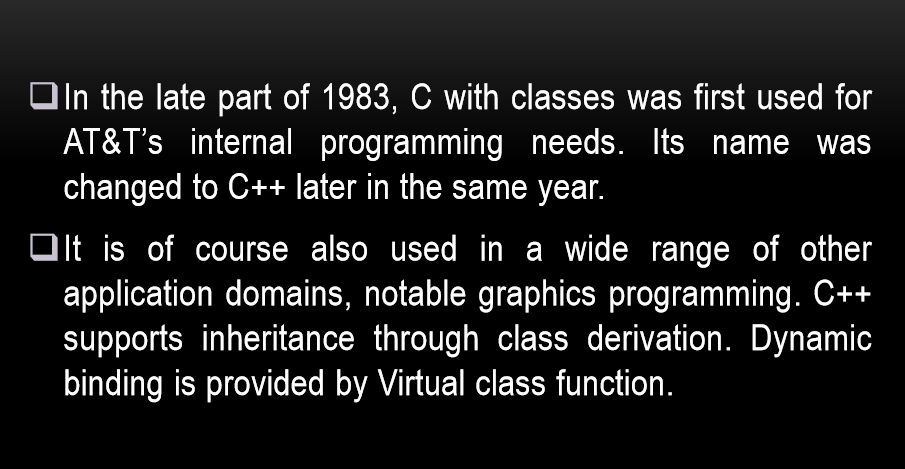 In the late part of 1983, C with classes was first used for
AT&T’s internal programming needs. Its name was
changed to C++ later in the same year.
It is of course also used in a wide range of other
application domains, notable graphics programming. C++
supports inheritance through class derivation. Dynamic
binding is provided by Virtual class function.